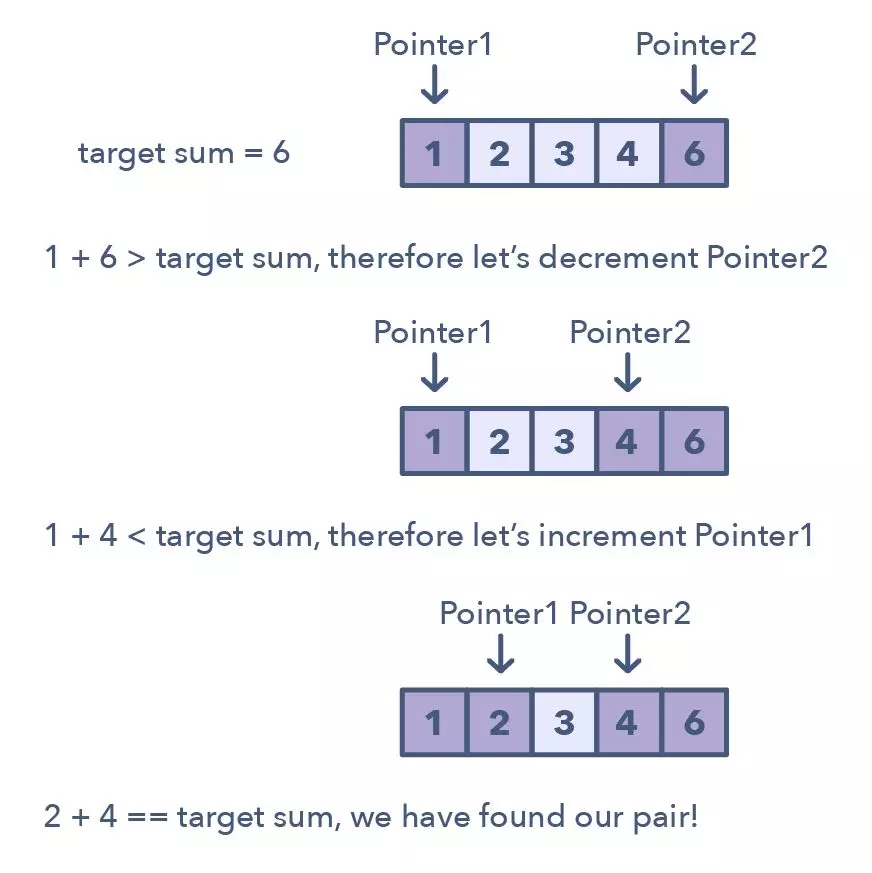 Pointer1 Pointer2
target sum = 6 1 2 3 4 6
1 + 6 > target sum, therefore let’s decrement Pointer2
Pointer1 Pointer2
1 2 3 4 6
1 + 4 < target sum, therefore let’s increment Pointer1
Pointer1 Pointer2
1 2 3 4 6
2 + 4 == target sum, we have found our pair!